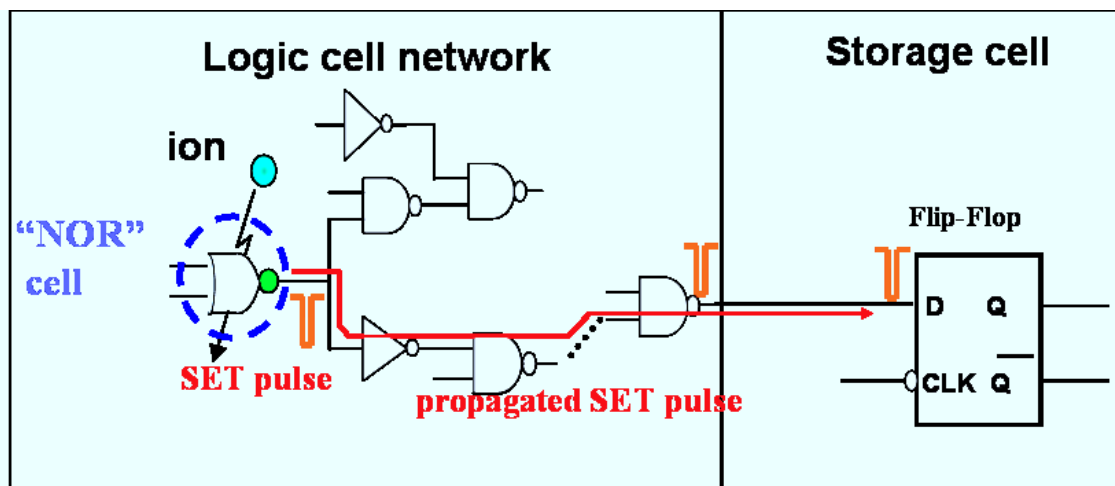 Logic cell network
Storage cell
ion
“NOR”
cell
Flip-Flop
D Q
SET pulse
propagated SET pulse
CLK Q